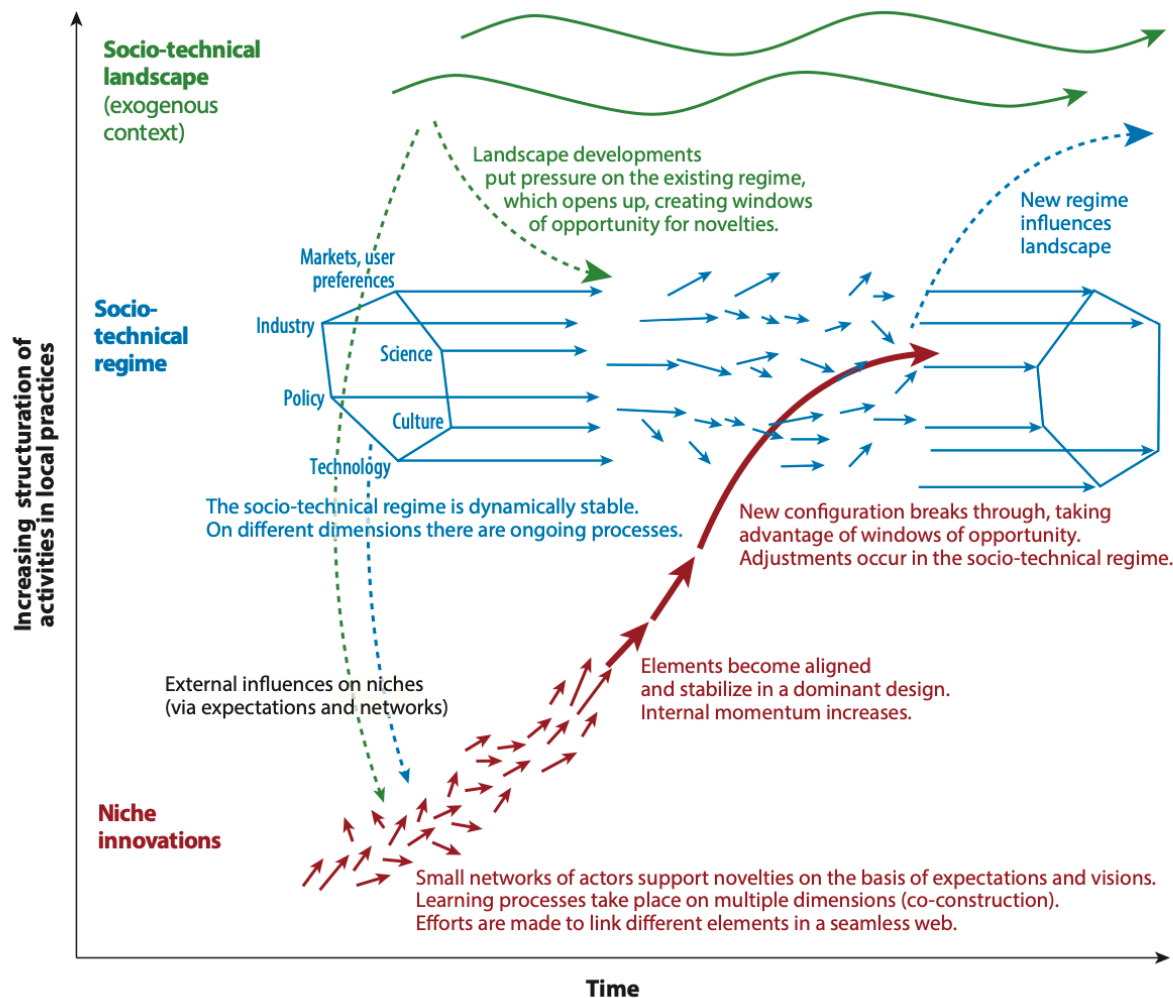 Socio-technical
landscape
(exogenous
context)
Landscape developments
put pressure on the existing regime,
which opens up, creating windows
of opportunity for novelties.
New regime
influences
landscape
Markets, user
preferences
Socio-
technical
regime
Industry
Science
Policy
Culture
Technology
The socio-technical regime is dynamically stable.
On different dimensions there are ongoing processes.
New configuration breaks through, taking
advantage of windows of opportunity.
Adjustments occur in the socio-technical regime.
Increasing structuration of
activities in local practices
External influences on niches
(via expectations and networks)
Elements become aligned
and stabilize in a dominant design.
Internal momentum increases.
Niche
innovations
Small networks of actors support novelties on the basis of expectations and visions.
Learning processes take place on multiple dimensions (co-construction).
Efforts are made to link different elements in a seamless web.
Time